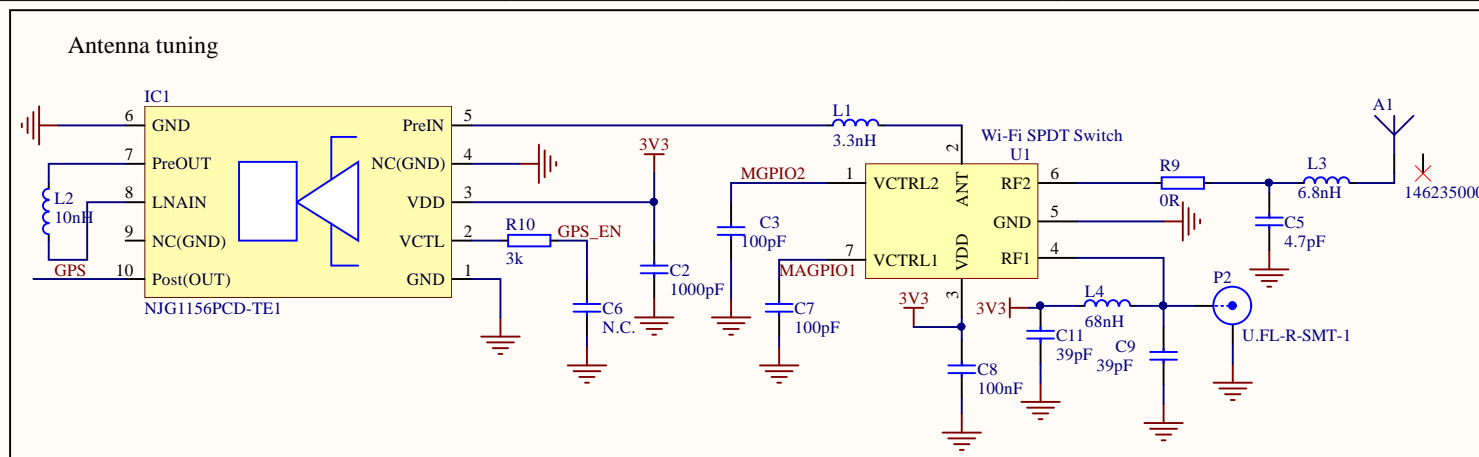 Antenna tuning
IC1
6 GND
7 PreOUT
8 LNAIN
9 NC(GND)
10 Post(OUT)
GPS
L2
10nH
PreIN 5
NC(GND) 4
VDD 3
VCTL 2
GND 1
NJG1156PCD-TE1
R10
3k
GPS_EN
C6
N.C.
3V3
C2
1000pF
L1
3.3nH
MGPIO2
C3
100pF
MAGPIO1
C7
100pF
Wi-Fi SPDT Switch
U1
1 VCTRL2
7 VCTRL1
2 ANT
3 VDD
RF2 6
GND 5
RF1 4
3V3
C8
100nF
R9
0R
C5
4.7pF
L3
6.8nH
A1
146235000
3V3
C11
39pF
L4
68nH
C9
39pF
P2
U.FL-R-SMT-1